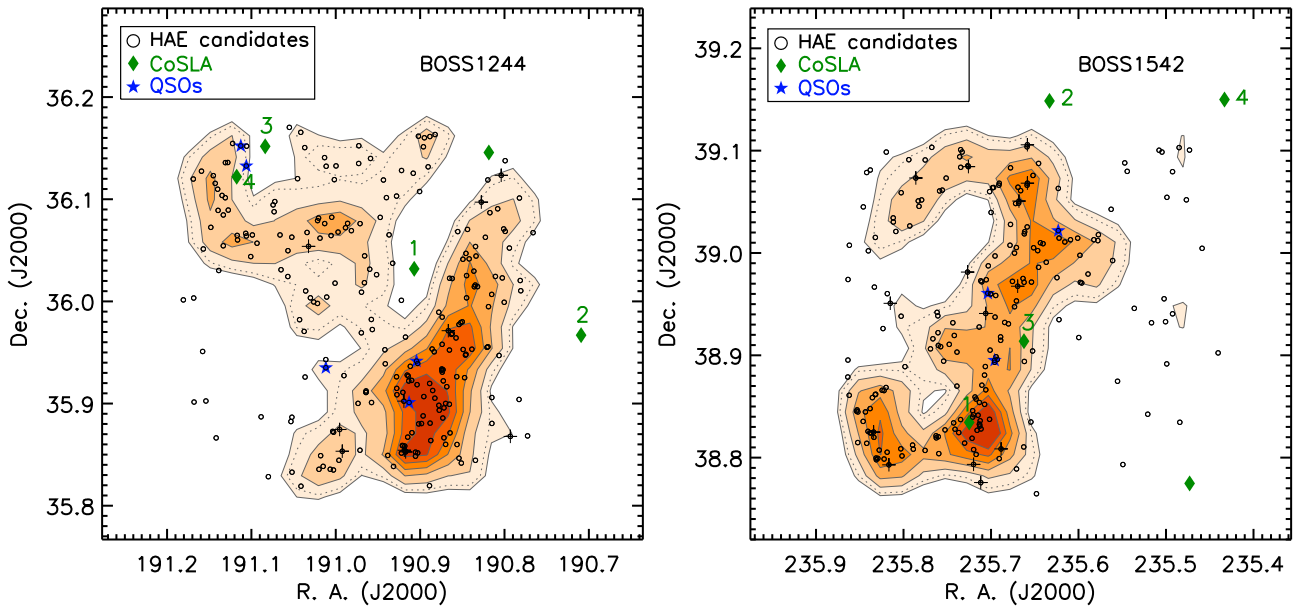 HAE candidates
CoSLA
QSOs
BOSS1244
3
4
1
2
36.2
36.1
36.0
35.9
35.8
Dec. (J2000)
191.1 191.0 190.9 190.8 190.7
R. A. (J2000)
HAE candidates
CoSLA
QSOs
BOSS1542
2
4
3
1
39.2
39.1
39.0
38.9
38.8
Dec. (J2000)
235.9 235.8 235.7 235.6 235.5 235.4
R. A. (J2000)